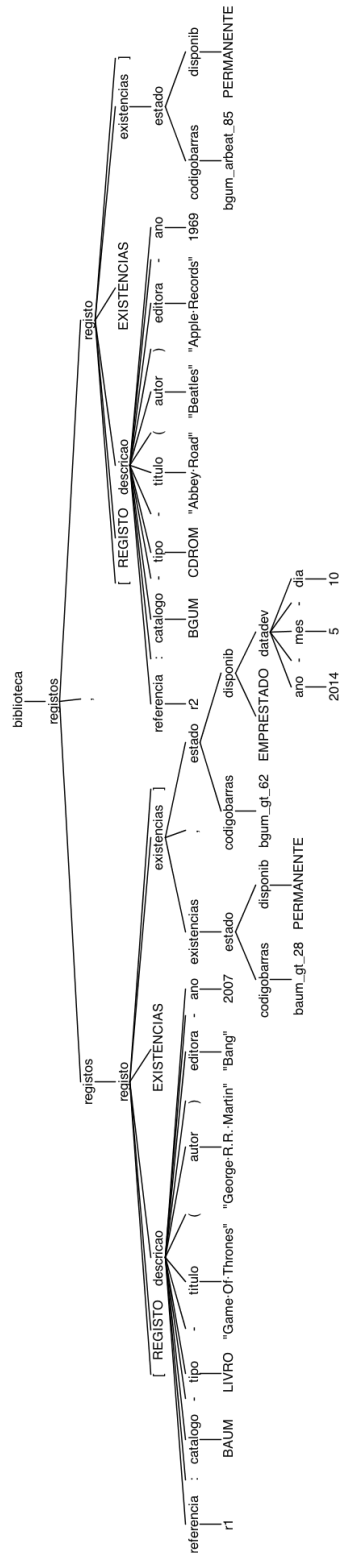 biblioteca
registos
registos , registo
registo
[ REGISTO descricao EXISTENCIAS existencias ]
[ REGISTO descricao EXISTENCIAS existencias ]
referencia : catalogo - tipo - titulo ( autor ) editora - ano
existencias , estado
referencia : catalogo - tipo - titulo ( autor ) editora - ano
estado
r1 BAUM LIVRO "Game·Of·Thrones" "George·R.R.·Martin" "Bang" 2007
estado
codigobarras disponib
r2 BGUM CDROM "Abbey·Road" "Beatles" "Apple·Records" 1969
codigobarras disponib
codigobarras disponib
bgum_gt_62 EMPRESTADO datadev
bgum_arbeat_85 PERMANENTE
baum_gt_28 PERMANENTE
ano - mes - dia
2014 5 10